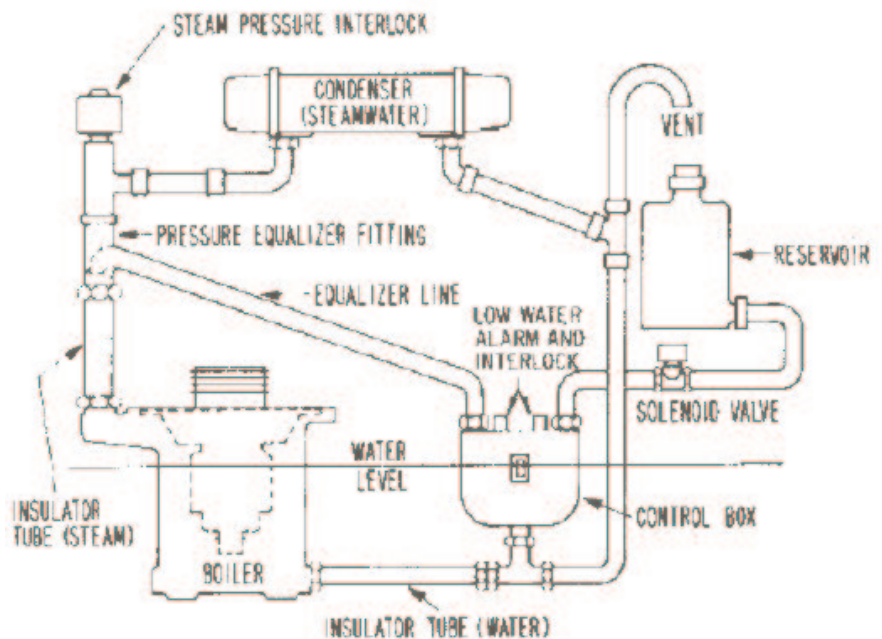 STEAM PRESSURE INTERLOCK
CONDENSER
(STEAMWATER)
VENT
PRESSURE EQUALIZER FITTING
RESERVOIR
-EQUALIZER LINE
LOW WATER
ALARM AND
INTERLOCK
SOLENOID VALVE
WATER
LEVEL
INSULATOR
TUBE (STEAM)
CONTROL BOX
BOILER
INSULATOR TUBE (WATER)